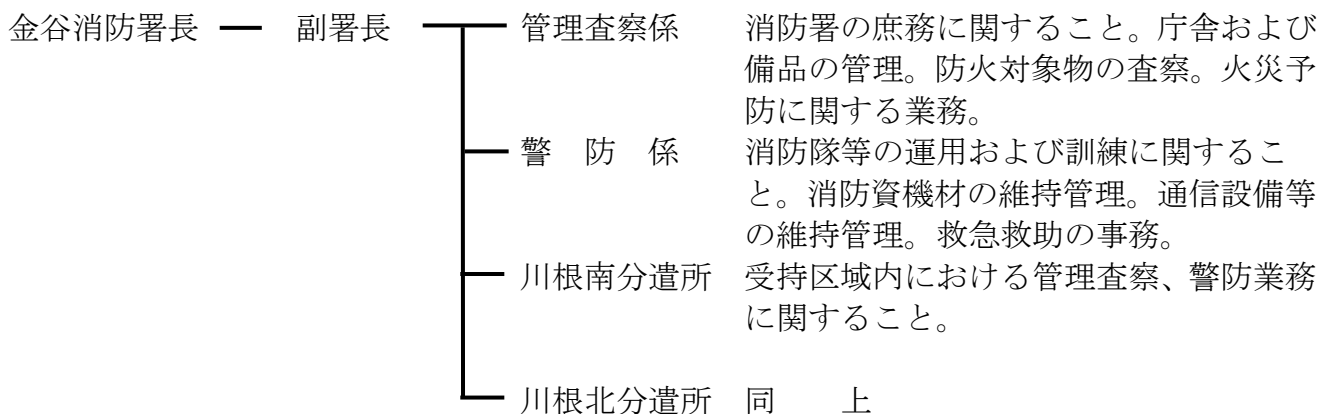 金谷消防署長 副署長 管理査察係 消防署の庶務に関すること。庁舎および
備品の管理。防火対象物の査察。火災予
防に関する業務。
警 防 係 消防隊等の運用および訓練に関するこ
と。消防資機材の維持管理。通信設備等
の維持管理。救急救助の事務。
川根南分遣所 受持区域内における管理査察、警防業務
に関すること。
川根北分遣所 同 上